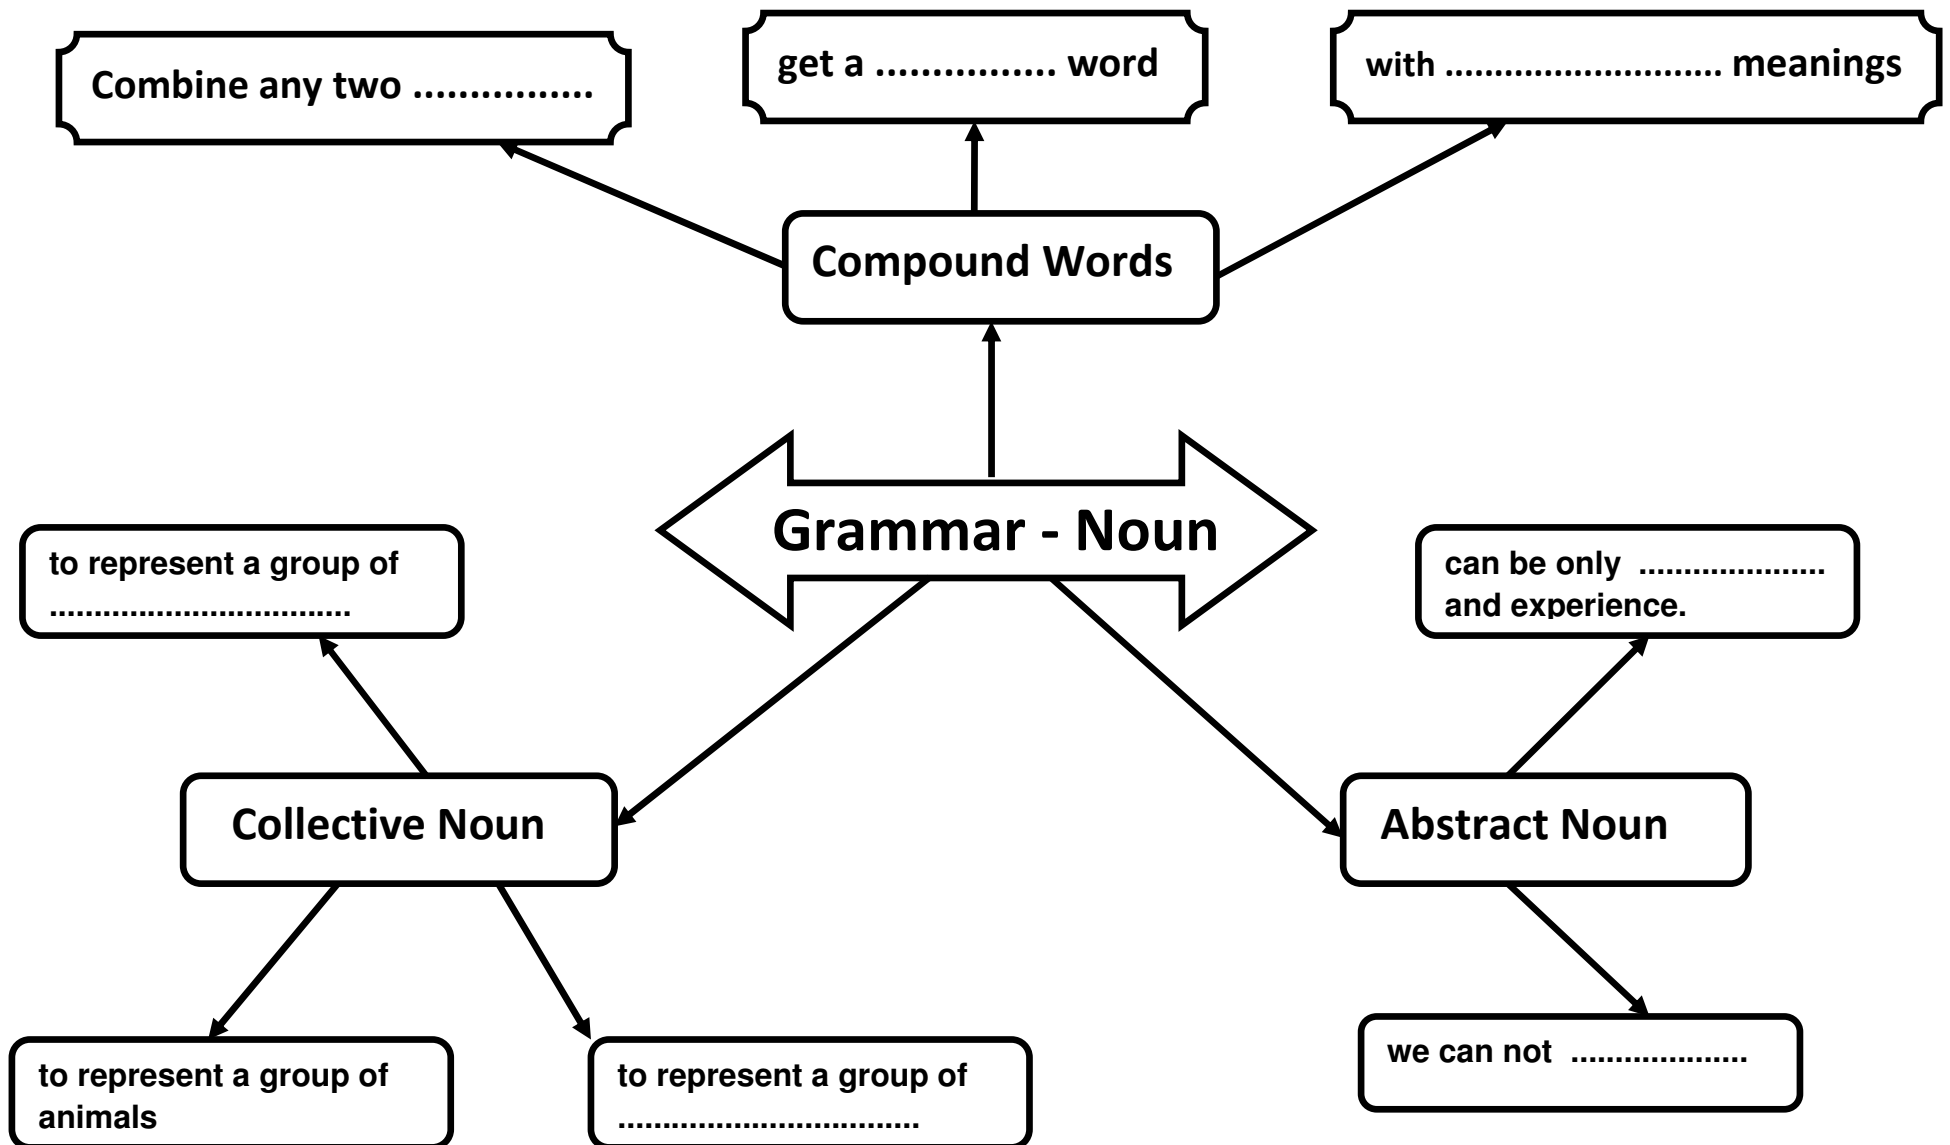 Combine any two ................
get a ................ word
with ............................ meanings
Compound Words
Grammar - Noun
to represent a group of
..................................
can be only .....................
and experience.
Collective Noun
Abstract Noun
to represent a group of
animals
to represent a group of
..................................
we can not ....................